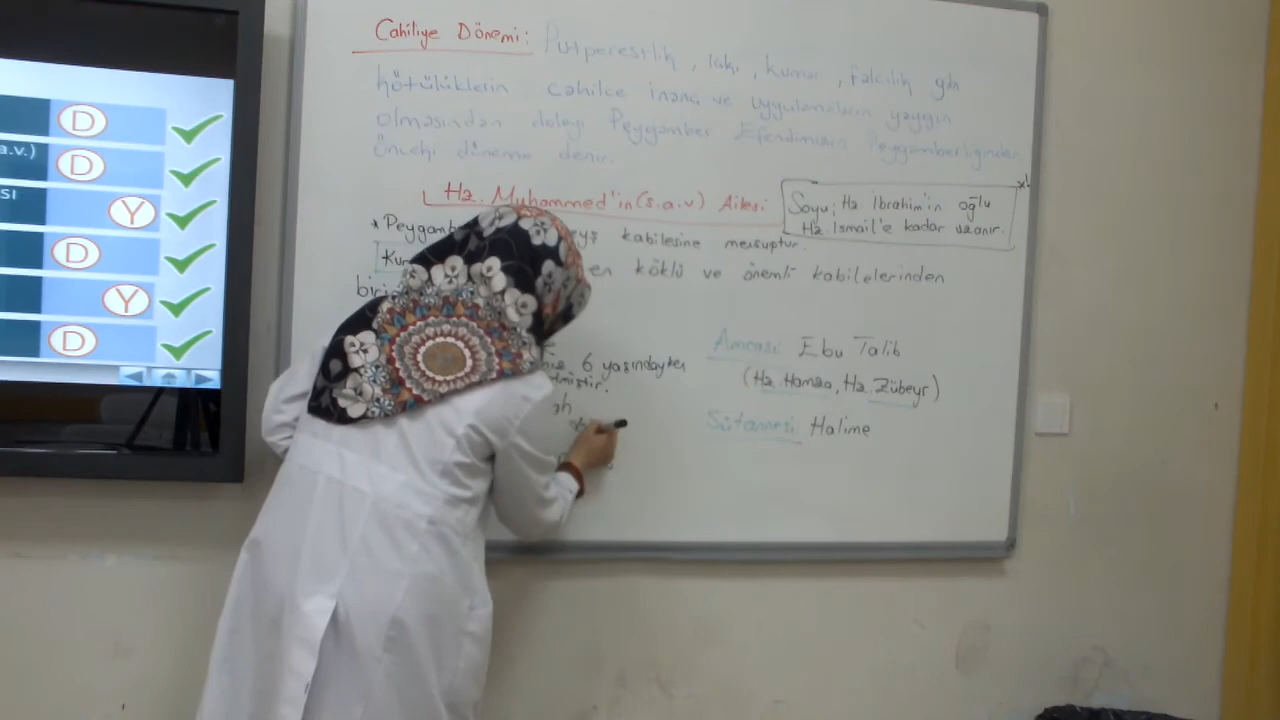 Cahiliye Dönemi: Putperestlik, içki, kumar, falcılık gibi
kötülüklerin cahilce inanç ve uygulamaların yaygın
olmasından dolayı Peygamber Efendimizin Peygamberliğinden
önceki döneme denir.
Hz. Muhammed'in (s.a.v) Ailesi
Soyu; Hz İbrahim'in oğlu
Hz. İsmail'e kadar uzanır.
kabilesine mensuptur.
en köklü ve önemli kabilelerinden
6 yaşındayken
Amcası: Ebu Talib
(Hz. Hamza, Hz. Zübeyr)
Sütannesi: Halime
D
a.v.) D
sı Y
D
Y
D